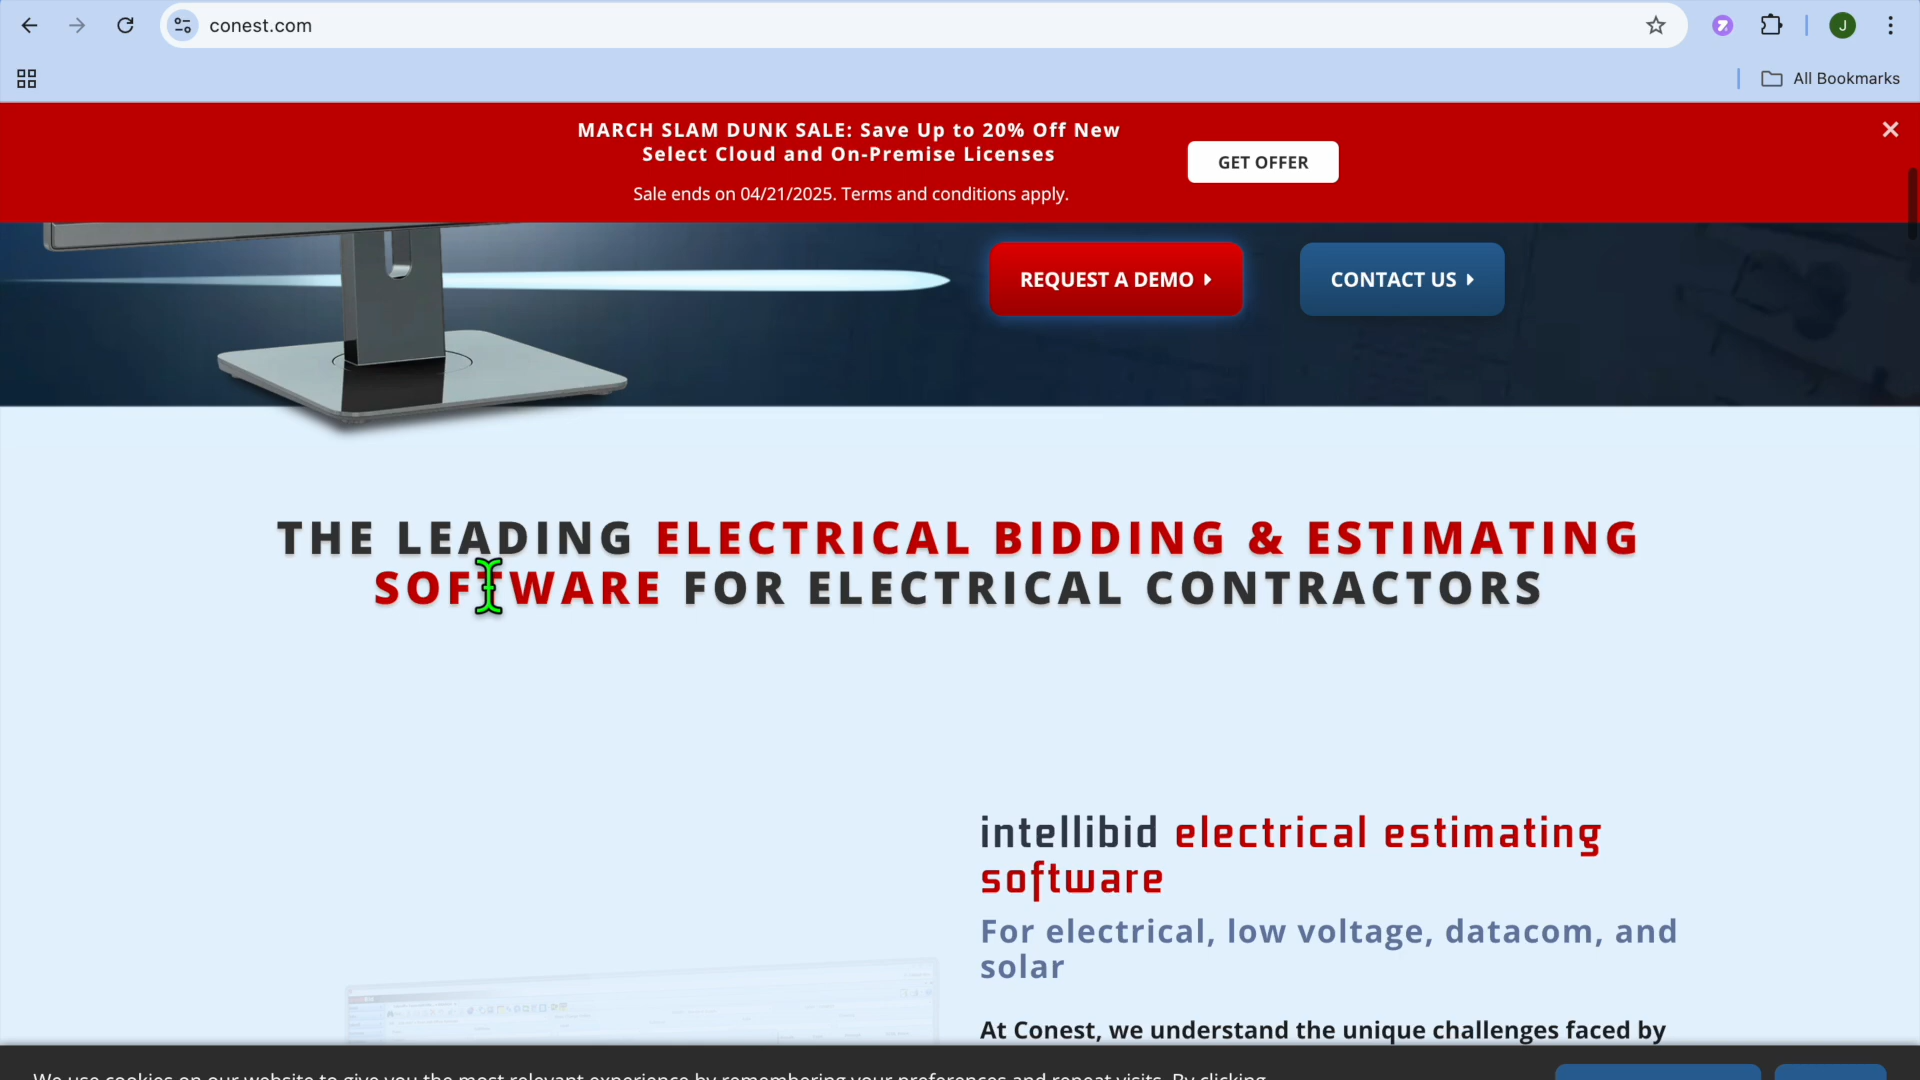 conest.com
J
All Bookmarks
MARCH SLAM DUNK SALE: Save Up to 20% Off New
Select Cloud and On-Premise Licenses
Sale ends on 04/21/2025. Terms and conditions apply.
GET OFFER
REQUEST A DEMO
CONTACT US
THE LEADING ELECTRICAL BIDDING & ESTIMATING
SOFTWARE FOR ELECTRICAL CONTRACTORS
intellibid electrical estimating
software
For electrical, low voltage, datacom, and
solar
At Conest, we understand the unique challenges faced by
We use cookies on our website to give you the most relevant experience by remembering your preferences and repeat visits. By clicking